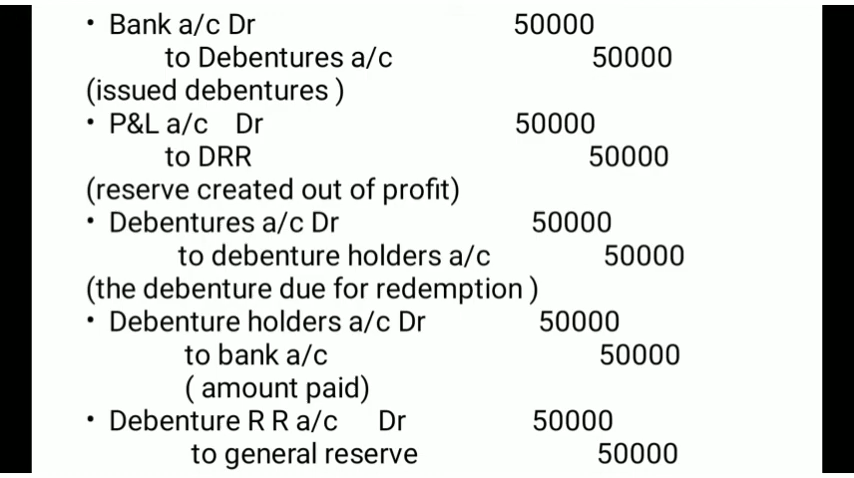 • Bank a/c Dr 50000
to Debentures a/c 50000
(issued debentures )
• P&L a/c Dr 50000
to DRR 50000
(reserve created out of profit)
• Debentures a/c Dr 50000
to debenture holders a/c 50000
(the debenture due for redemption )
• Debenture holders a/c Dr 50000
to bank a/c 50000
( amount paid)
• Debenture R R a/c Dr 50000
to general reserve 50000